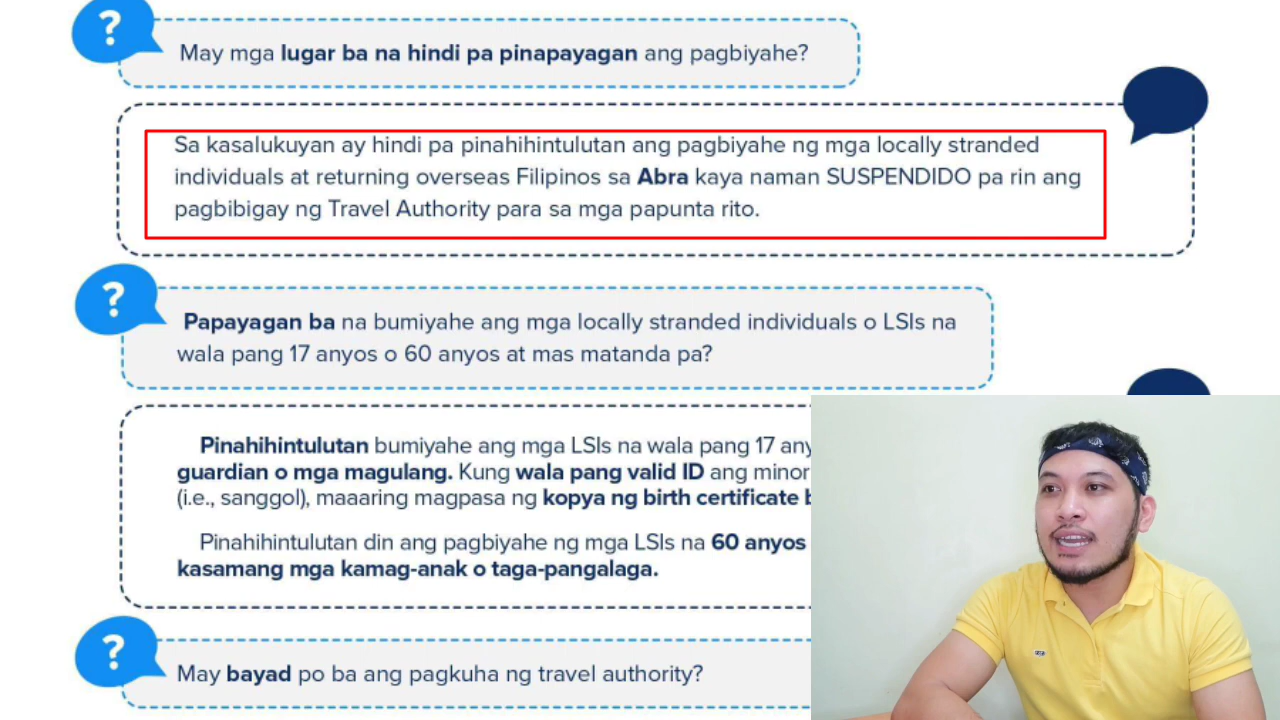 ?
May mga lugar ba na hindi pa pinapayagan ang pagbiyahe?
Sa kasalukuyan ay hindi pa pinahihintulutan ang pagbiyahe ng mga locally stranded
individuals at returning overseas Filipinos sa Abra kaya naman SUSPENDIDO pa rin ang
pagbibigay ng Travel Authority para sa mga papunta rito.
?
Papayagan ba na bumiyahe ang mga locally stranded individuals o LSIs na
wala pang 17 anyos o 60 anyos at mas matanda pa?
Pinahihintulutan bumiyahe ang mga LSIs na wala pang 17 any
guardian o mga magulang. Kung wala pang valid ID ang minor
(i.e., sanggol), maaaring magpasa ng kopya ng birth certificate b
Pinahihintulutan din ang pagbiyahe ng mga LSIs na 60 anyos
kasamang mga kamag-anak o taga-pangalaga.
?
May bayad po ba ang pagkuha ng travel authority?